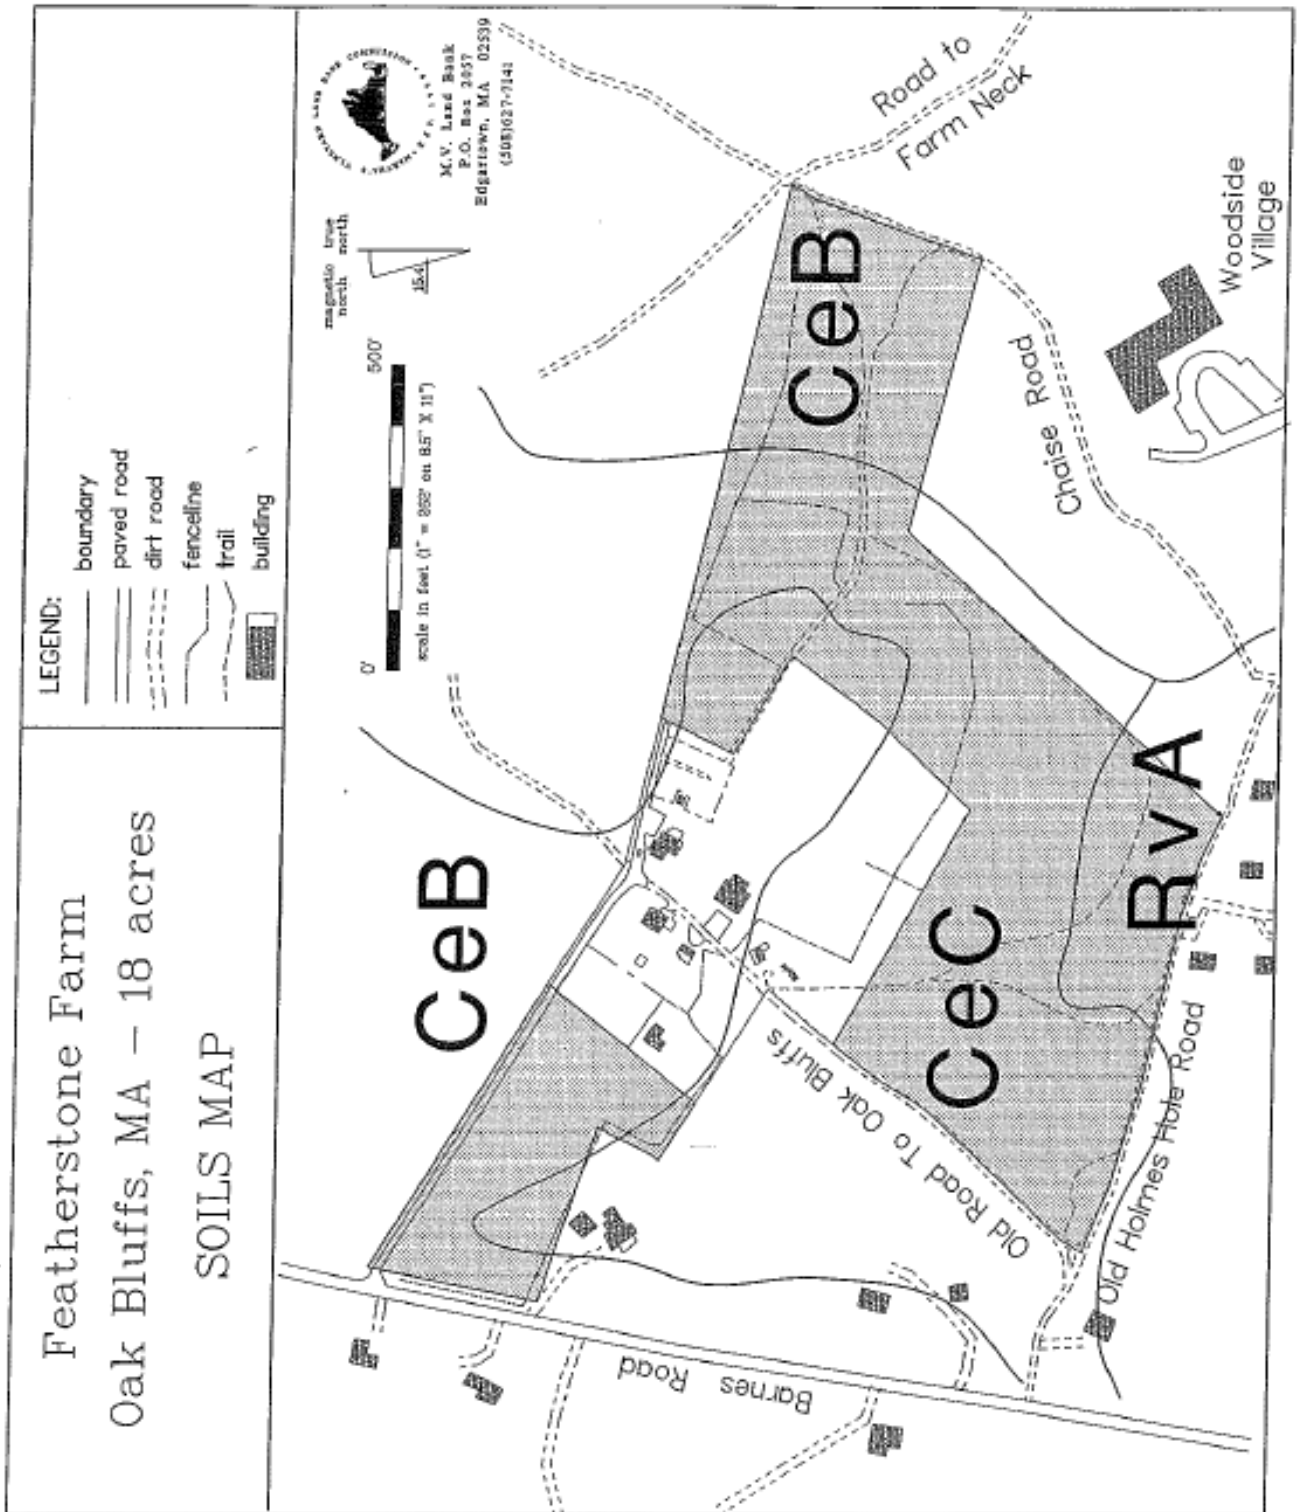 Featherstone Farm
Oak Bluffs, MA – 18 acres
SOILS MAP
LEGEND:
boundary
paved road
dirt road
fenceline
trail
building
0'
500'
scale in feet (1" = 252' on 8.5" X 11")
magnetic north
true north
15.4
M.V. Land Bank
P.O. Box 2057
Edgartown, MA 02539
(508)627-7141
Road to
Farm Neck
Woodside
Village
Chaise Road
CeB
CeB
CeC
RvA
Old Road To Oak Bluffs
Old Holmes Hole Road
Barnes Road